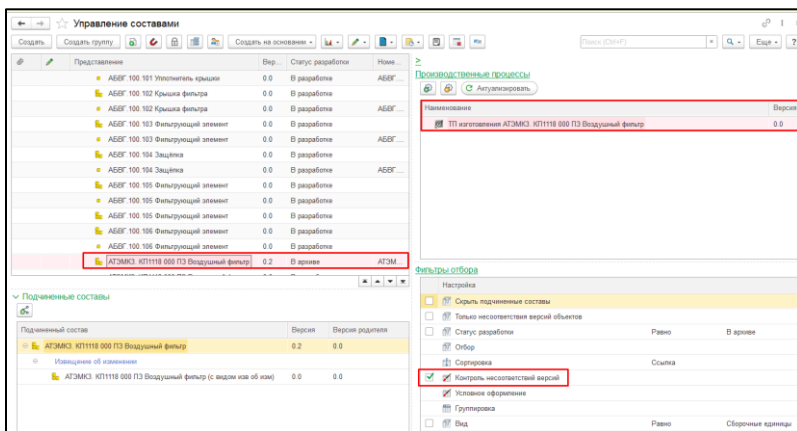 Управление составами
Создать Создать группу Создать на основании Поиск (Ctrl+F) × Еще ?
Представление Вер... Статус разработки Номе...
АБВГ.100.101 Уплотнитель крышки 0.0 В разработке АБВГ...
АБВГ.100.102 Крышка фильтра 0.0 В разработке
АБВГ.100.102 Крышка фильтра 0.0 В разработке АБВГ...
АБВГ.100.103 Фильтрующий элемент 0.0 В разработке
АБВГ.100.103 Фильтрующий элемент 0.0 В разработке АБВГ...
АБВГ.100.104 Защёлка 0.0 В разработке
АБВГ.100.104 Защёлка 0.0 В разработке АБВГ...
АБВГ.100.105 Фильтрующий элемент 0.0 В разработке
АБВГ.100.105 Фильтрующий элемент 0.0 В разработке
АБВГ.100.105 Фильтрующий элемент 0.0 В разработке
АБВГ.100.106 Фильтрующий элемент 0.0 В разработке
АБВГ.100.106 Фильтрующий элемент 0.0 В разработке
АТЭМК3. КП1118 000 ПЗ Воздушный фильтр 0.2 В архиве АТЭМ...
Подчиненные составы
Подчиненный состав Версия Версия родителя
АТЭМК3. КП1118 000 ПЗ Воздушный фильтр 0.2 0.0
Извещение об изменении
АТЭМК3. КП1118 000 ПЗ Воздушный фильтр (с видом изв об изм) 0.0 0.0
>
Производственные процессы
Актуализировать
Наименование Версия
ТП изготовления АТЭМК3. КП1118 000 ПЗ Воздушный фильтр 0.0
Фильтры отбора
Настройка
Скрыть подчиненные составы
Только несоответствия версий объектов
Статус разработки Равно В архиве
Отбор
Сортировка Ссылка
Контроль несоответствий версий
Условное оформление
Группировка
Вид Равно Сборочные единицы